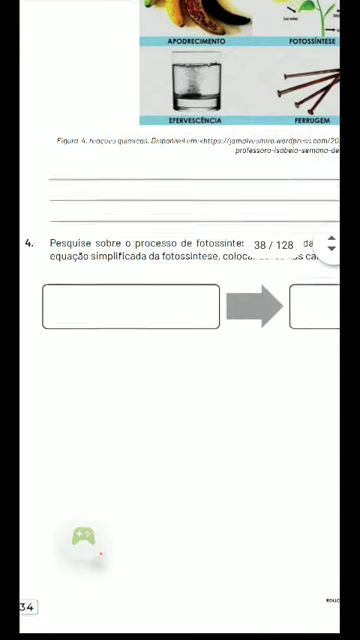 APODRECIMENTO FOTOSSÍNTESE
EFERVESCÊNCIA FERRUGEM
Figura 4. reações químicas. Disponível em:<https://jamalvesmira.wordpress.com/20
professora-isabela-semana-de
4. Pesquise sobre o processo de fotossíntes 38 / 128 da
equação simplificada da fotossíntese, coloca
34